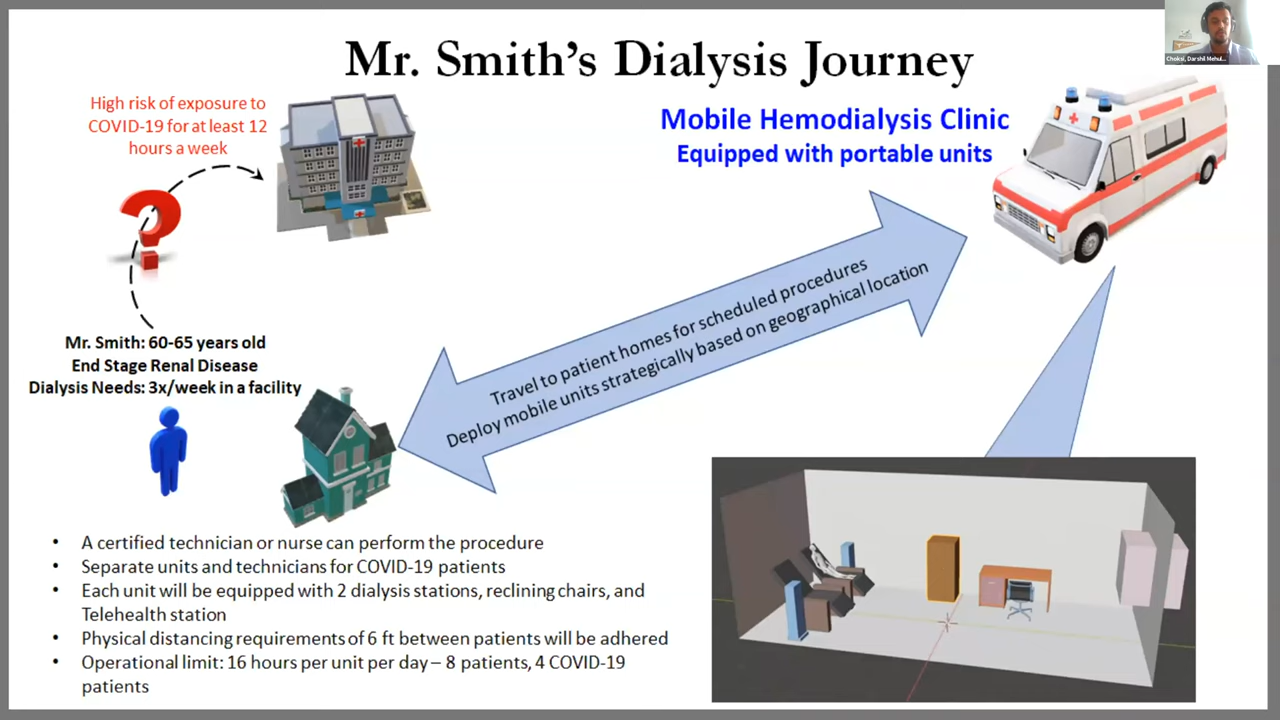 Mr. Smith's Dialysis Journey
Choksi, Darshil Mehul...
High risk of exposure to
COVID-19 for at least 12
hours a week
Mobile Hemodialysis Clinic
Equipped with portable units
Travel to patient homes for scheduled procedures
Deploy mobile units strategically based on geographical location
Mr. Smith: 60-65 years old
End Stage Renal Disease
Dialysis Needs: 3x/week in a facility
• A certified technician or nurse can perform the procedure
• Separate units and technicians for COVID-19 patients
• Each unit will be equipped with 2 dialysis stations, reclining chairs, and
Telehealth station
• Physical distancing requirements of 6 ft between patients will be adhered
• Operational limit: 16 hours per unit per day – 8 patients, 4 COVID-19
patients